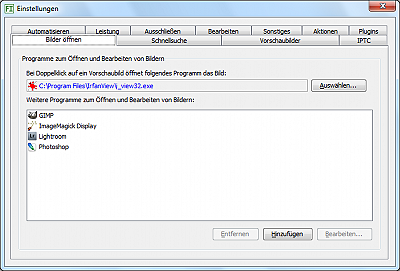 Einstellungen
Automatisieren Leistung Ausschließen Bearbeiten Sonstiges Aktionen Plugins
Bilder öffnen Schnellsuche Vorschaubilder IPTC
Programme zum Öffnen und Bearbeiten von Bildern
Bei Doppelklick auf ein Vorschaubild öffnet folgendes Programm das Bild:
C:\Program Files\IrfanView\i_view32.exe Auswählen...
Weitere Programme zum Öffnen und Bearbeiten von Bildern:
GIMP
ImageMagick Display
Lightroom
Photoshop
Entfernen Hinzufügen Bearbeiten...